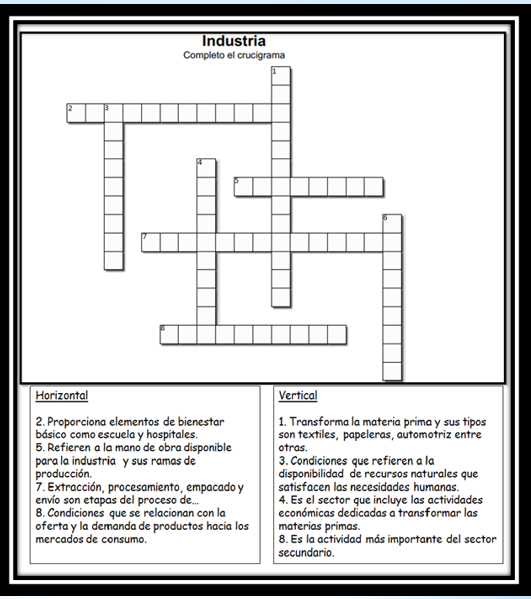 Industria
Completo el crucigrama
1
2
3
4
5
6
7
8
Horizontal
2. Proporciona elementos de bienestar
básico como escuela y hospitales.
5. Refieren a la mano de obra disponible
para la industria y sus ramas de
producción.
7. Extracción, procesamiento, empacado y
envío son etapas del proceso de...
8. Condiciones que se relacionan con la
oferta y la demanda de productos hacia los
mercados de consumo.
Vertical
1. Transforma la materia prima y sus tipos
son textiles, papeleras, automotriz entre
otras.
3. Condiciones que refieren a la
disponibilidad de recursos naturales que
satisfacen las necesidades humanas.
4. Es el sector que incluye las actividades
económicas dedicadas a transformar las
materias primas.
8. Es la actividad más importante del sector
secundario.